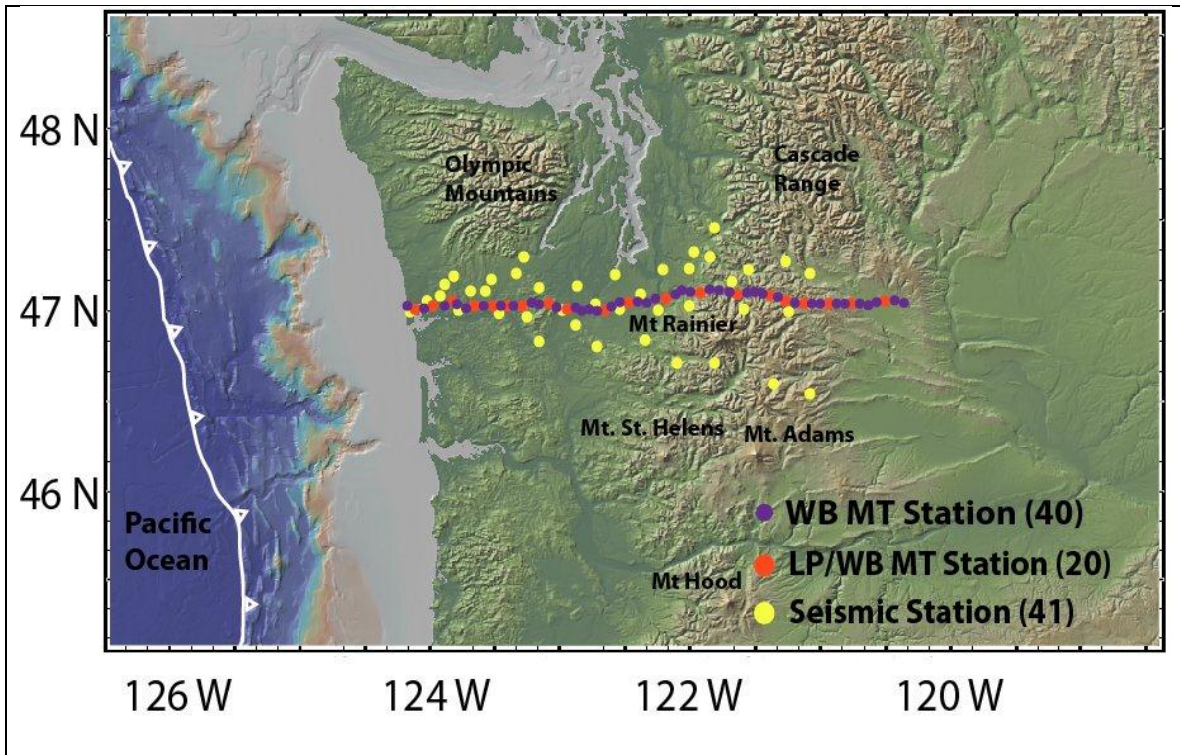 48 N
47 N
46 N
Olympic
Mountains
Cascade
Range
Mt Rainier
Mt. St. Helens
Mt. Adams
Pacific
Ocean
Mt Hood
WB MT Station (40)
LP/WB MT Station (20)
Seismic Station (41)
126 W
124 W
122 W
120 W